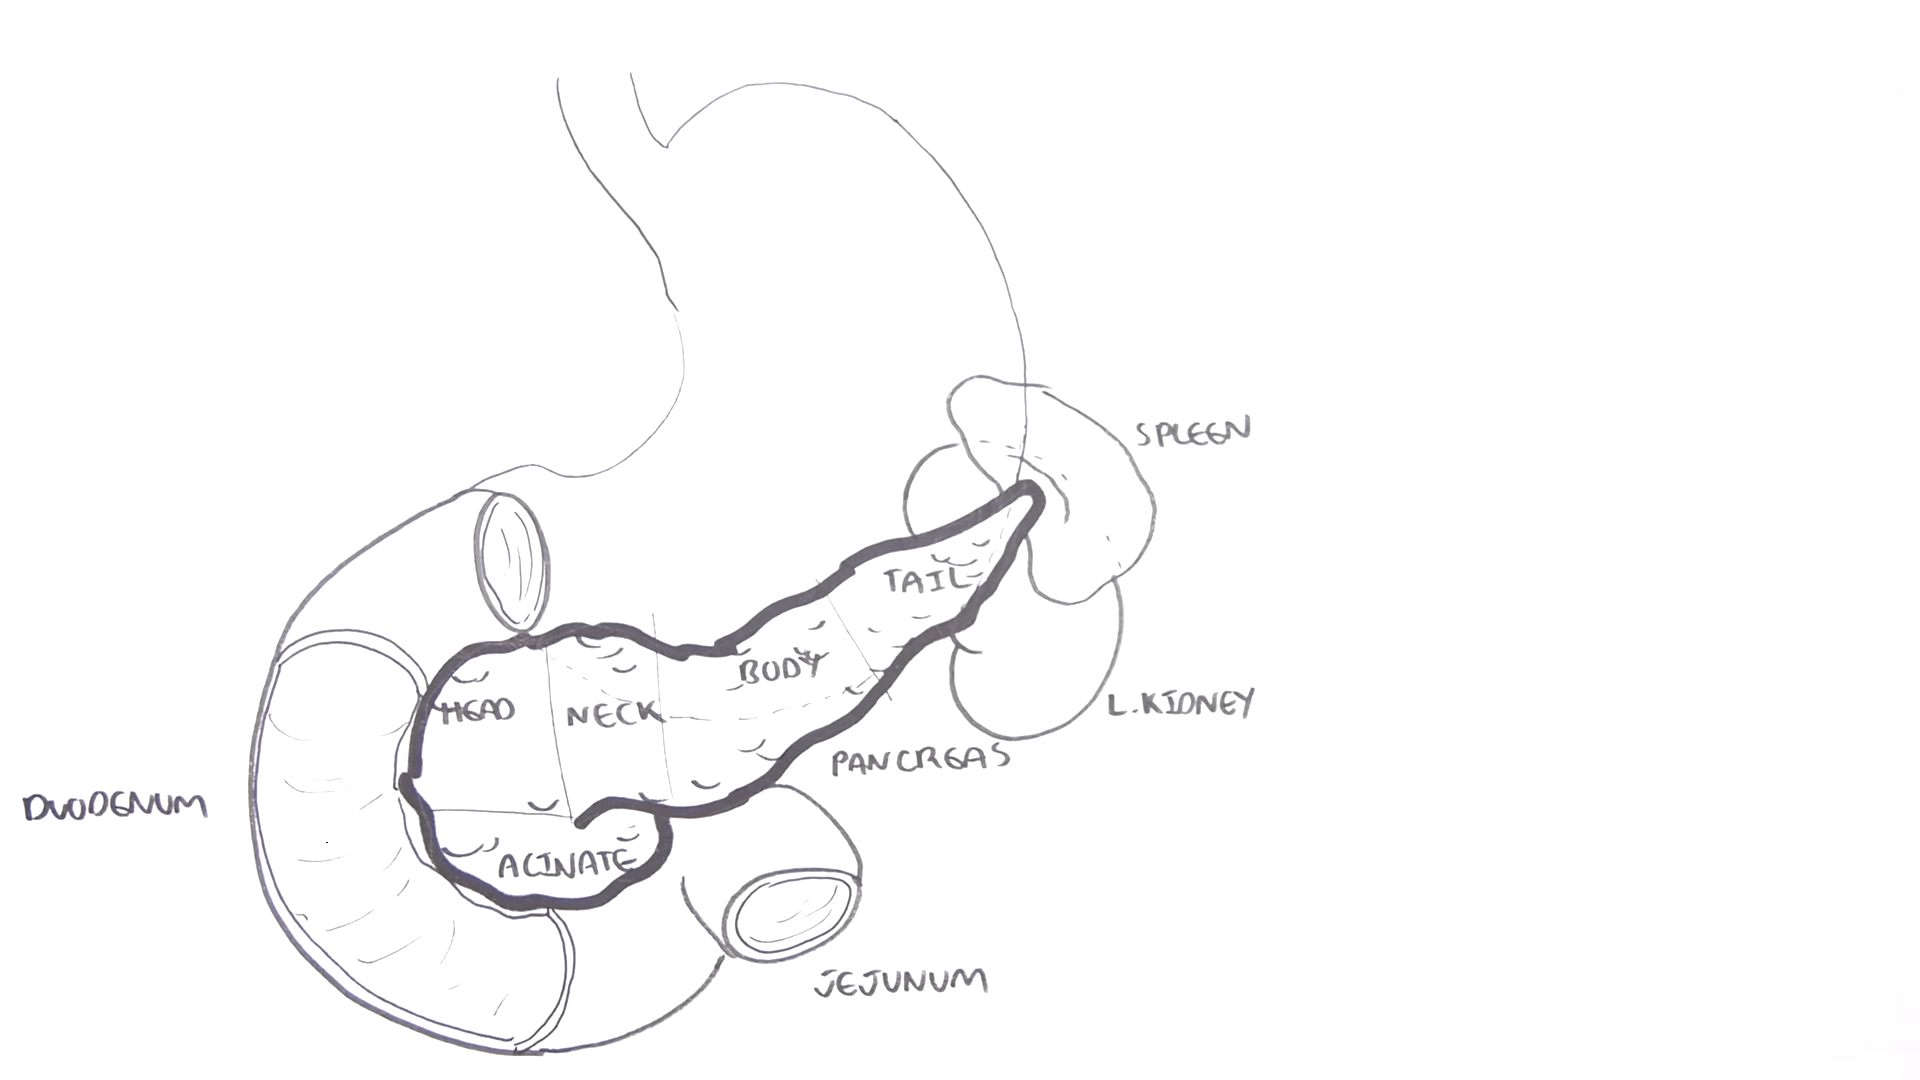 SPLEEN
TAIL
BODY
HEAD
NECK
L.KIDNEY
PANCREAS
DUODENUM
ACINATE
JEJUNUM